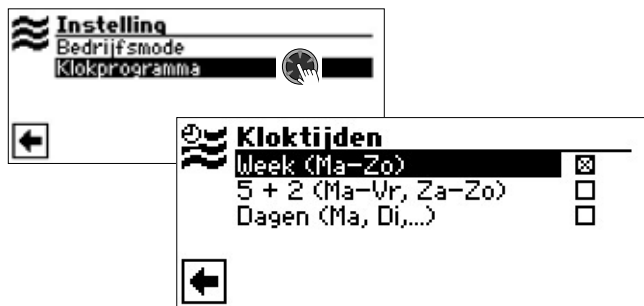 Instelling
Bedrijfsmode
Klokprogramma
Kloktijden
Week (Ma-Zo)
5 + 2 (Ma-Vr, Za-Zo)
Dagen (Ma, Di,...)